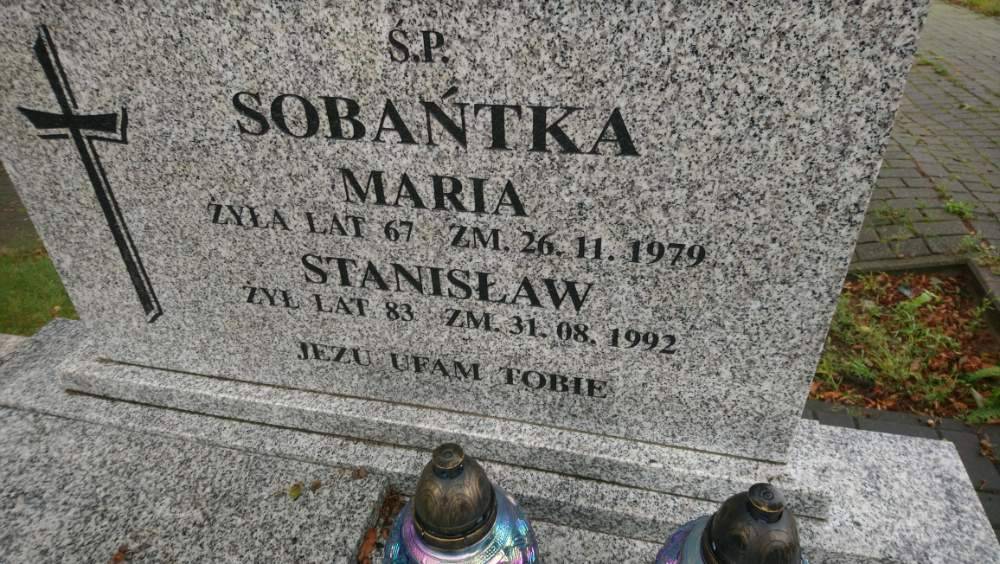 Ś.P.
SOBAŃTKA
MARIA
ŻYŁA LAT 67 ZM. 26. 11. 1979
STANISŁAW
ŻYŁ LAT 83 ZM. 31. 08. 1992
JEZU UFAM TOBIE